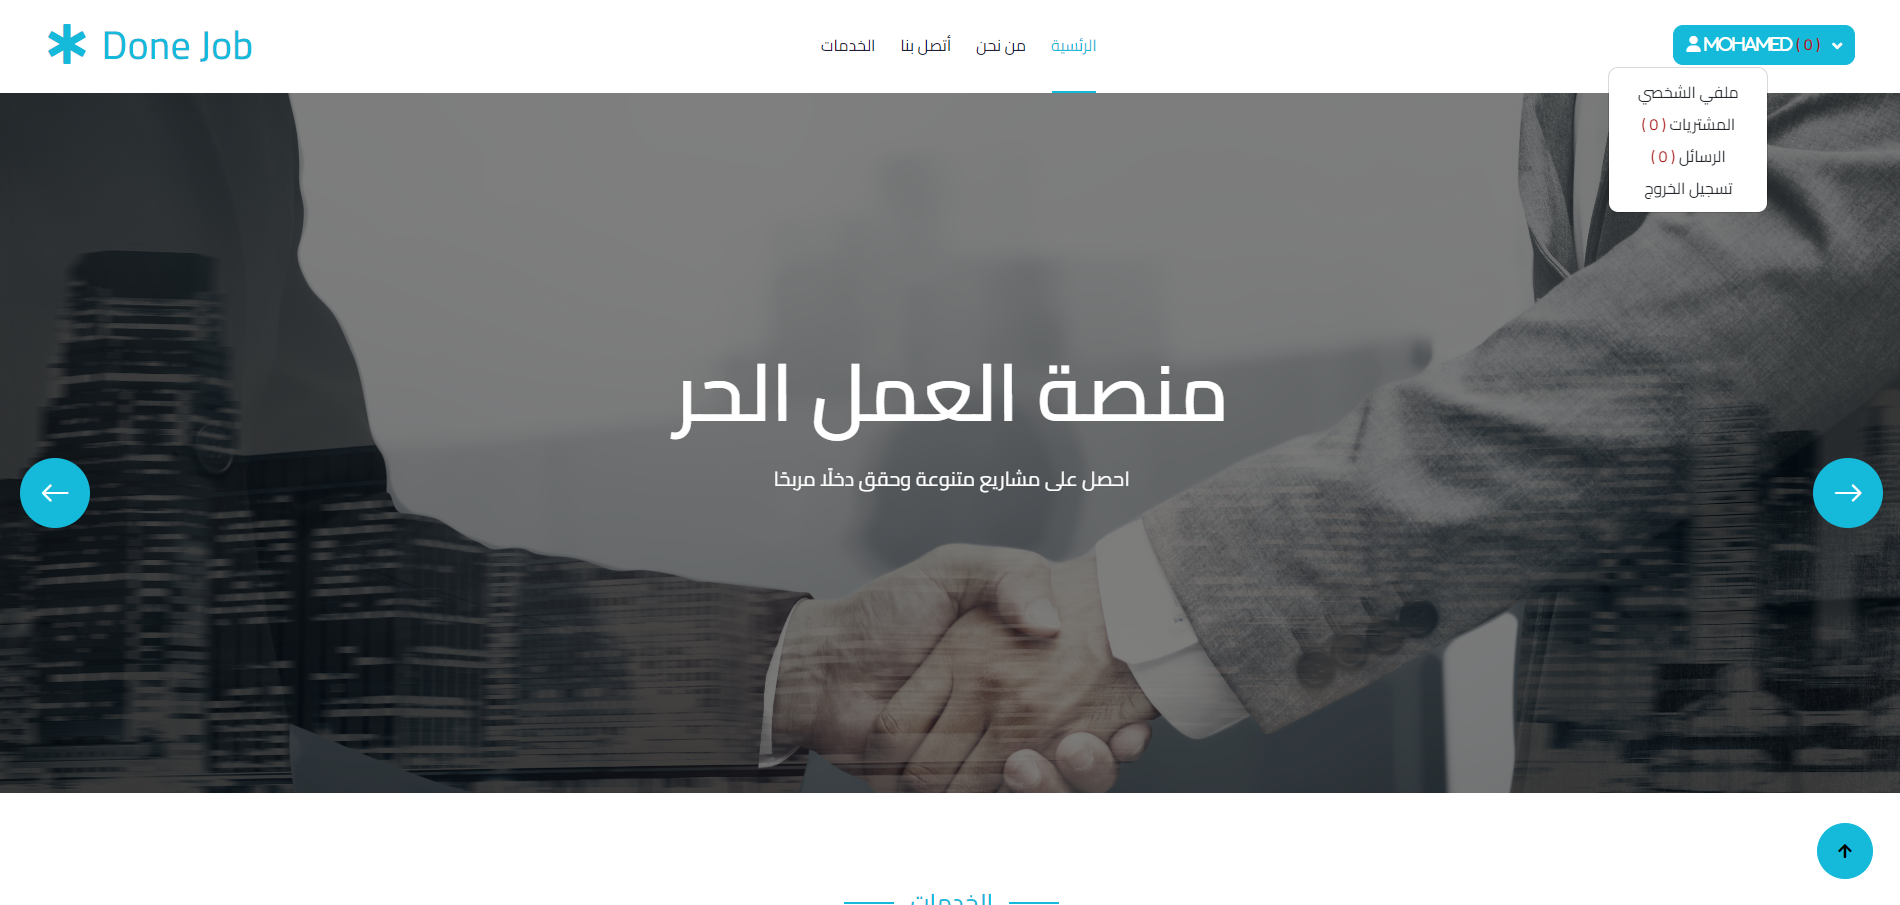 Done Job
الرئسية
من نحن
أتصل بنا
الخدمات
MOHAMED ( 0 )
ملفي الشخصي
المشتريات ( 0 )
الرسائل ( 0 )
تسجيل الخروج
منصة العمل الحر
احصل على مشاريع متنوعة وحقق دخلًا مربحًا
الخدمات